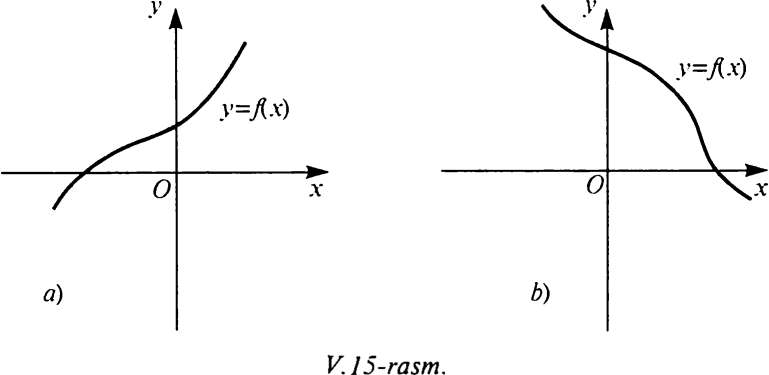 y
y=f(x)
O
x
a)
y
y=f(x)
O
x
b)
V.15-rasm.